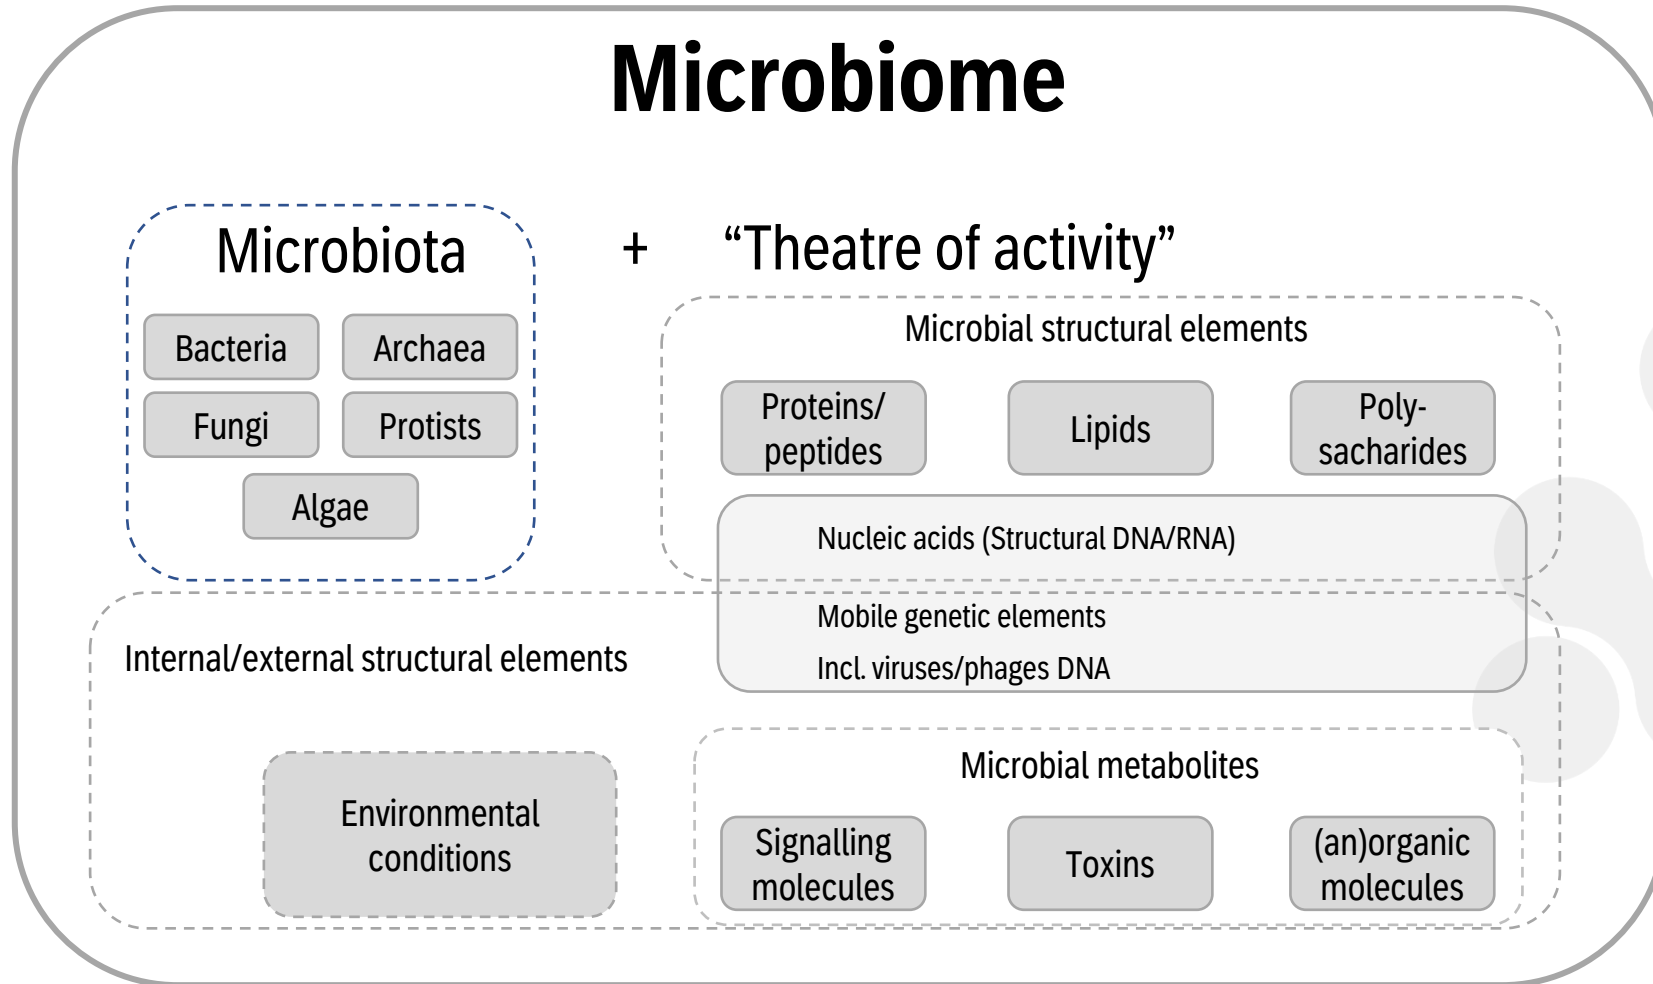 Microbiome
Microbiota
+
“Theatre of activity”
Bacteria
Archaea
Fungi
Protists
Algae
Microbial structural elements
Proteins/
peptides
Lipids
Poly-
sacharides
Nucleic acids (Structural DNA/RNA)
Mobile genetic elements
Incl. viruses/phages DNA
Internal/external structural elements
Environmental
conditions
Microbial metabolites
Signalling
molecules
Toxins
(an)organic
molecules